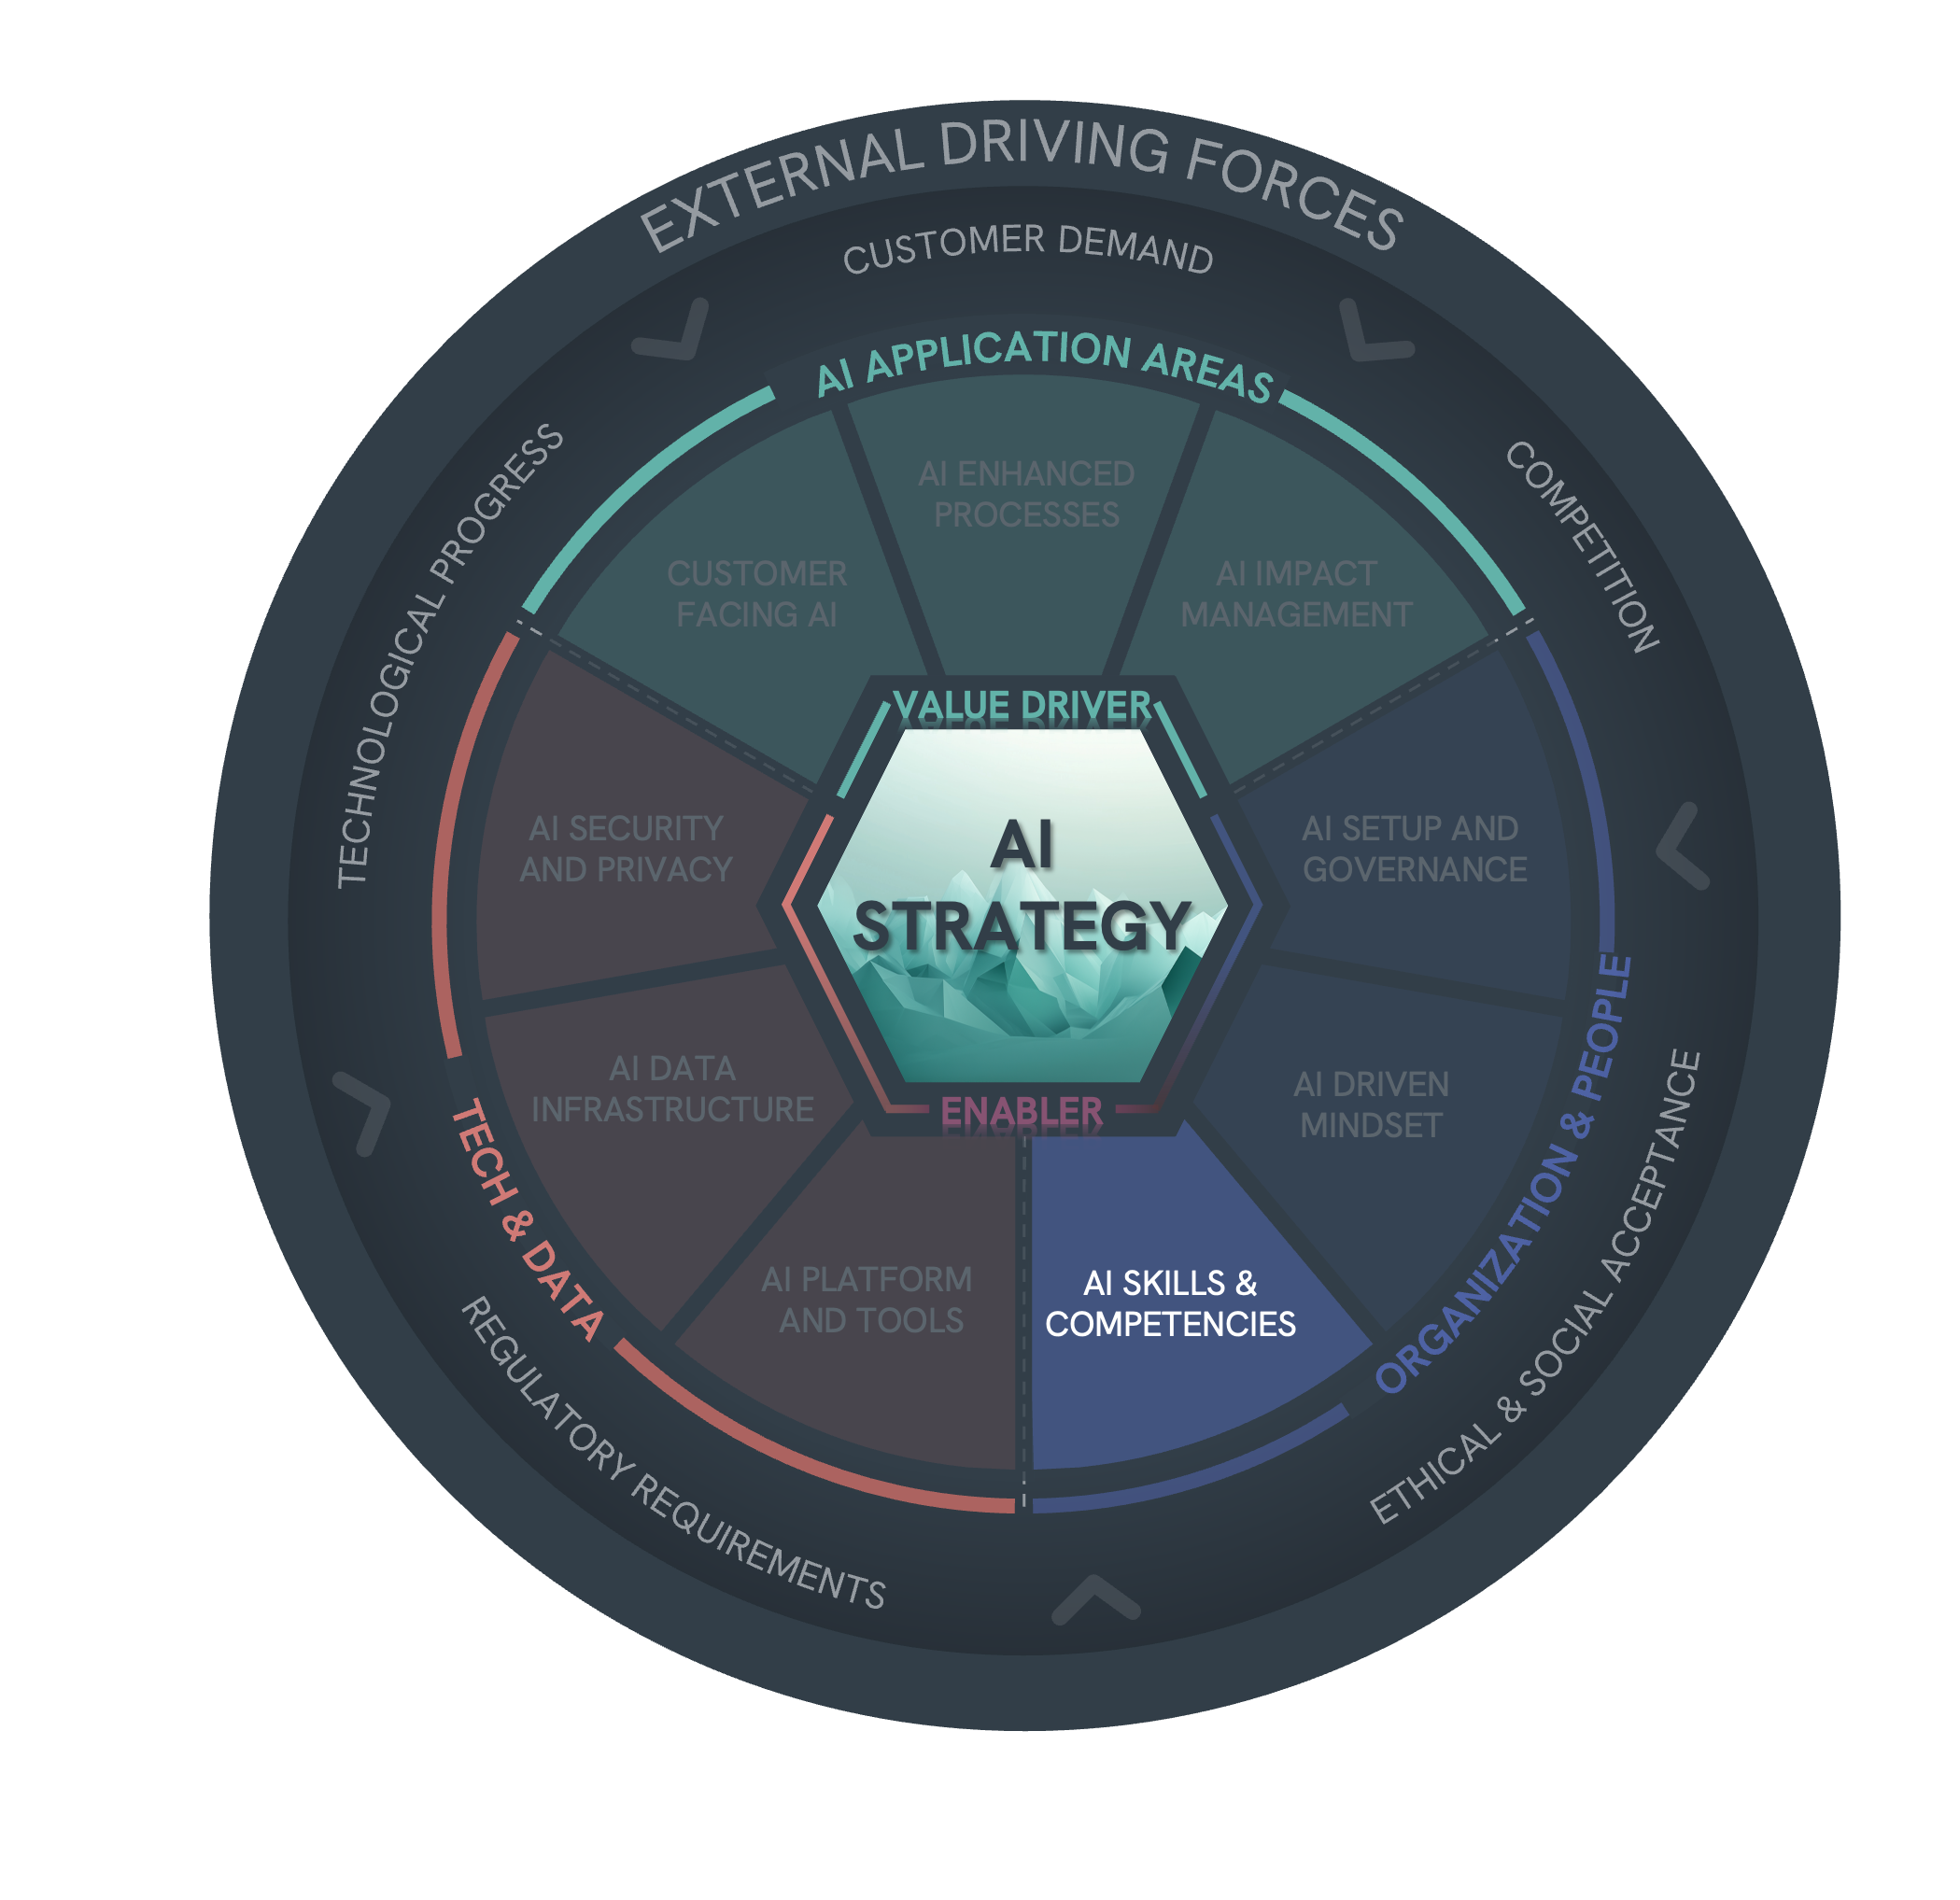 EXTERNAL DRIVING FORCES
CUSTOMER DEMAND
COMPETITION
ETHICAL & SOCIAL ACCEPTANCE
REGULATORY REQUIREMENTS
TECHNOLOGICAL PROGRESS
AI APPLICATION AREAS
CUSTOMER
FACING AI
AI ENHANCED
PROCESSES
AI IMPACT
MANAGEMENT
ORGANIZATION & PEOPLE
AI SETUP AND
GOVERNANCE
AI DRIVEN
MINDSET
AI SKILLS &
COMPETENCIES
TECH & DATA
AI SECURITY
AND PRIVACY
AI DATA
INFRASTRUCTURE
AI PLATFORM
AND TOOLS
VALUE DRIVER
AI
STRATEGY
ENABLER